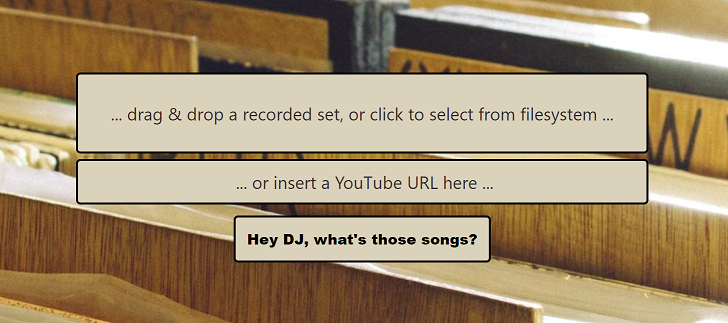 ... drag & drop a recorded set, or click to select from filesystem ...
... or insert a YouTube URL here ...
Hey DJ, what's those songs?